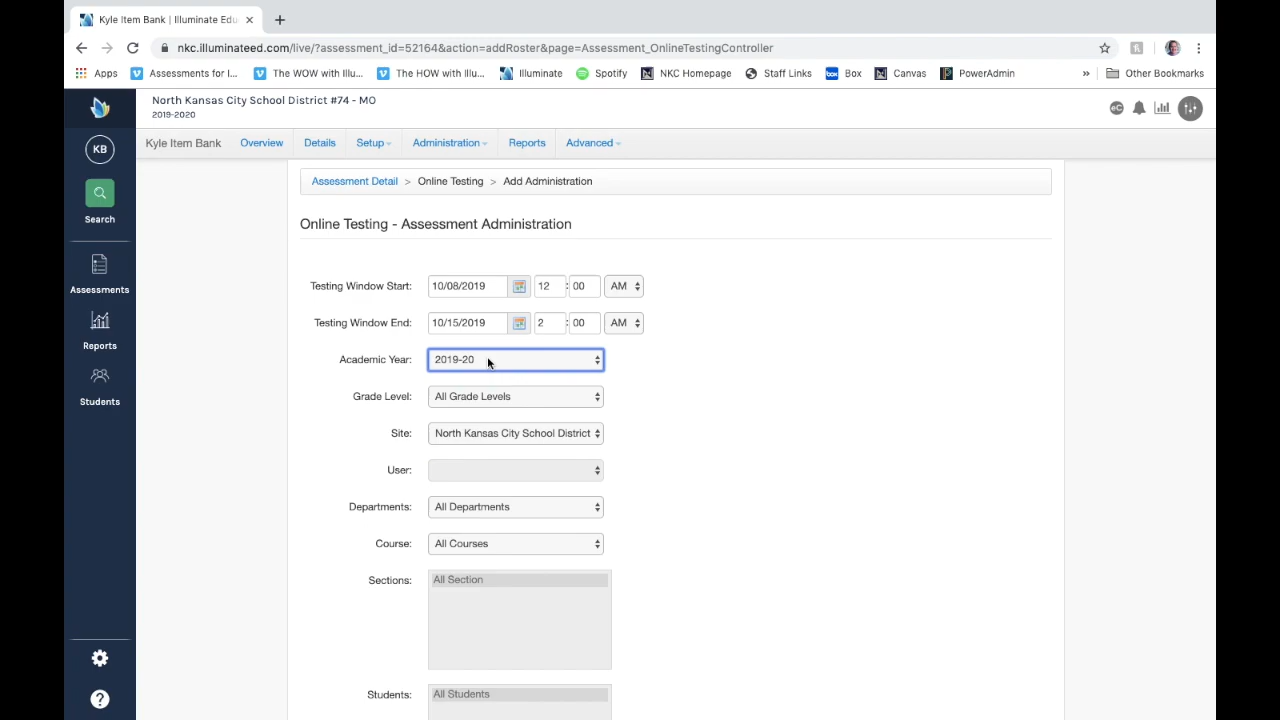 Kyle Item Bank | Illuminate Edu
nkc.illuminateed.com/live/?assessment_id=52164&action=addRoster&page=Assessment_OnlineTestingController
Apps Assessments for I... The WOW with Illu... The HOW with Illu... Illuminate Spotify NKC Homepage Staff Links Box Canvas PowerAdmin » Other Bookmarks
North Kansas City School District #74 - MO
2019-2020
KB
Search
Assessments
Reports
Students
Kyle Item Bank Overview Details Setup Administration Reports Advanced
Assessment Detail > Online Testing > Add Administration
Online Testing - Assessment Administration
Testing Window Start: 10/08/2019 12 : 00 AM
Testing Window End: 10/15/2019 2 : 00 AM
Academic Year: 2019-20
Grade Level: All Grade Levels
Site: North Kansas City School District
User:
Departments: All Departments
Course: All Courses
Sections: All Section
Students: All Students